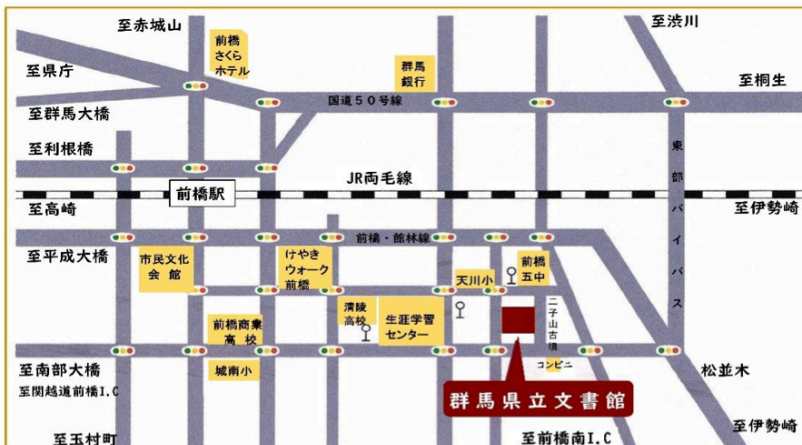 至赤城山
至渋川
前橋
さくら
ホテル
群馬
銀行
至県庁
至桐生
国道50号線
至群馬大橋
至利根橋
東部バイパス
JR両毛線
前橋駅
至高崎
至伊勢崎
前橋・館林線
至平成大橋
市民文化
会館
けやき
ウォーク
前橋
天川小
前橋
五中
二子山古墳
清陵
高校
生涯学習
センター
前橋商業
高校
コンビニ
至南部大橋
城南小
松並木
至関越道前橋I.C
群馬県立文書館
至玉村町
至前橋南I.C
至伊勢崎